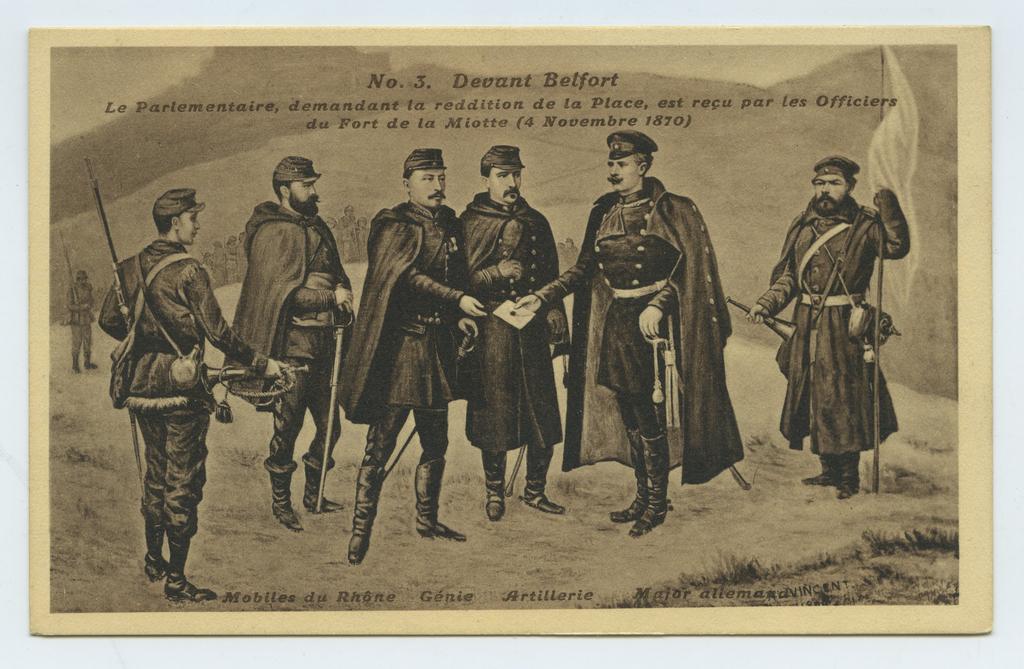 No. 3. Devant Belfort
Le Parlementaire, demandant la reddition de la Place, est reçu par les Officiers
du Fort de la Miotte (4 Novembre 1870)
Mobiles du Rhône Génie Artillerie Major allemand
VINCENT